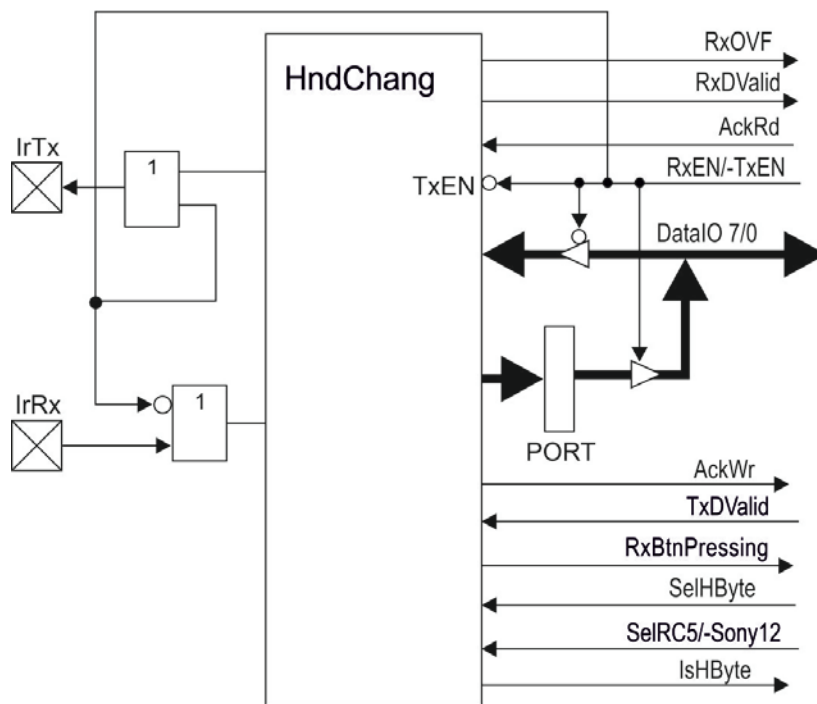 RxOVF
HndChang
RxDValid
AckRd
IrTx
1
RxEN/-TxEN
TxEN
DataIO 7/0
IrRx
1
PORT
AckWr
TxDValid
RxBtnPressing
SelHByte
SelRC5/-Sony12
IsHByte